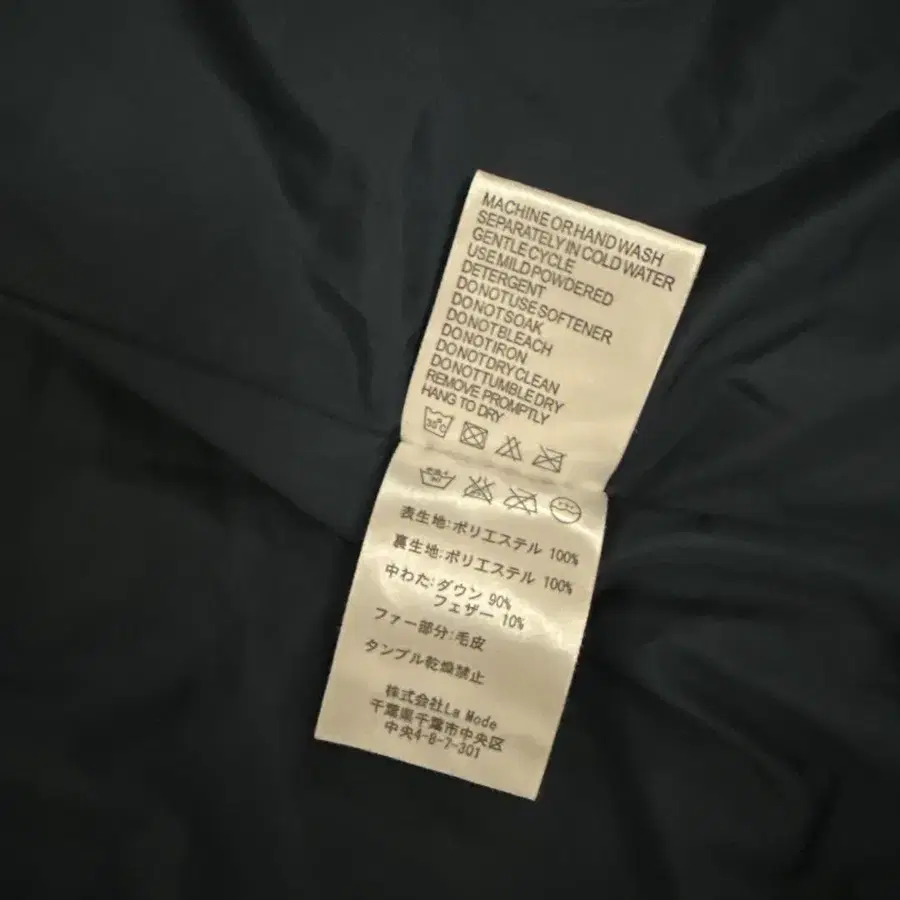 MACHINE OR HAND WASH
SEPARATELY IN COLD WATER
GENTLE CYCLE
USE MILD POWDERED
DETERGENT
DO NOT USE SOFTENER
DO NOT SOAK
DO NOT BLEACH
DO NOT IRON
DO NOT DRY CLEAN
DO NOT TUMBLE DRY
REMOVE PROMPTLY
HANG TO DRY
30°C
表生地:ポリエステル 100%
裏生地:ポリエステル 100%
中わた:ダウン 90%
フェザー 10%
ファー部分:毛皮
タンブル乾燥禁止
株式会社La Mode
千葉県千葉市中央区
中央4-8-7-301